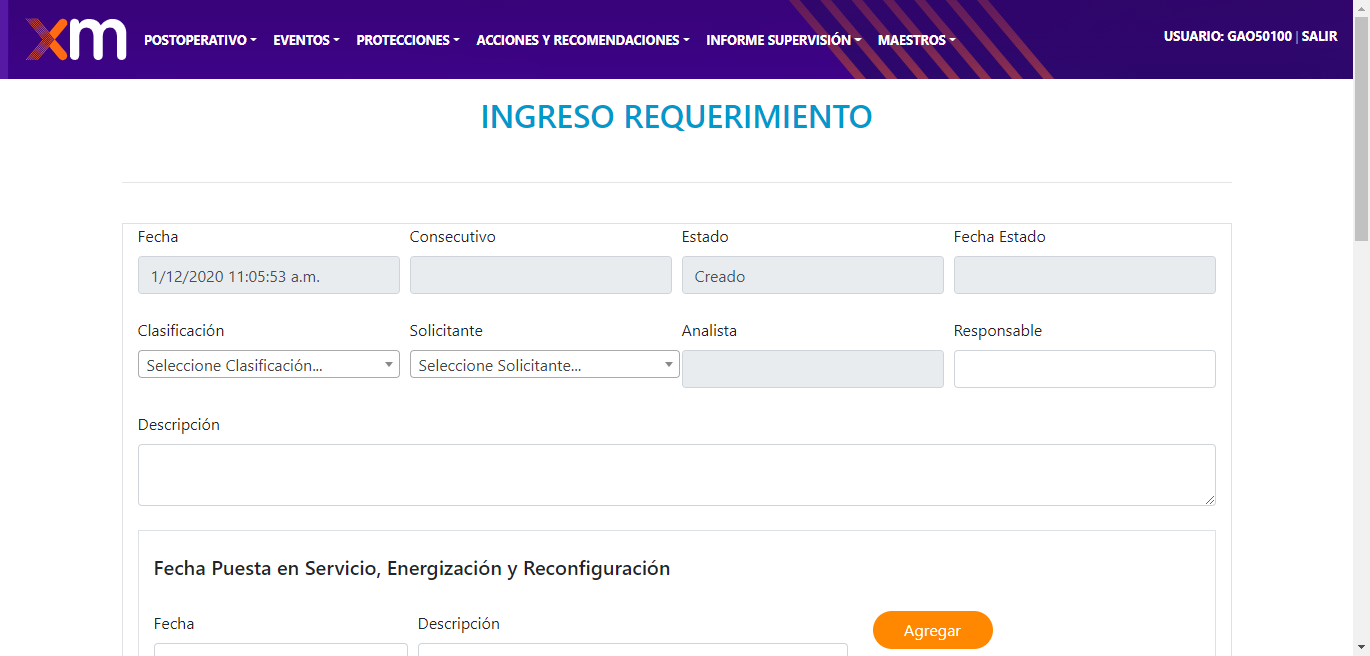 xm POSTOPERATIVO EVENTOS PROTECCIONES ACCIONES Y RECOMENDACIONES INFORME SUPERVISIÓN MAESTROS USUARIO: GAO50100 | SALIR
INGRESO REQUERIMIENTO
Fecha Consecutivo Estado Fecha Estado
1/12/2020 11:05:53 a.m. Creado
Clasificación Solicitante Analista Responsable
Seleccione Clasificación... Seleccione Solicitante...
Descripción
Fecha Puesta en Servicio, Energización y Reconfiguración
Fecha Descripción Agregar